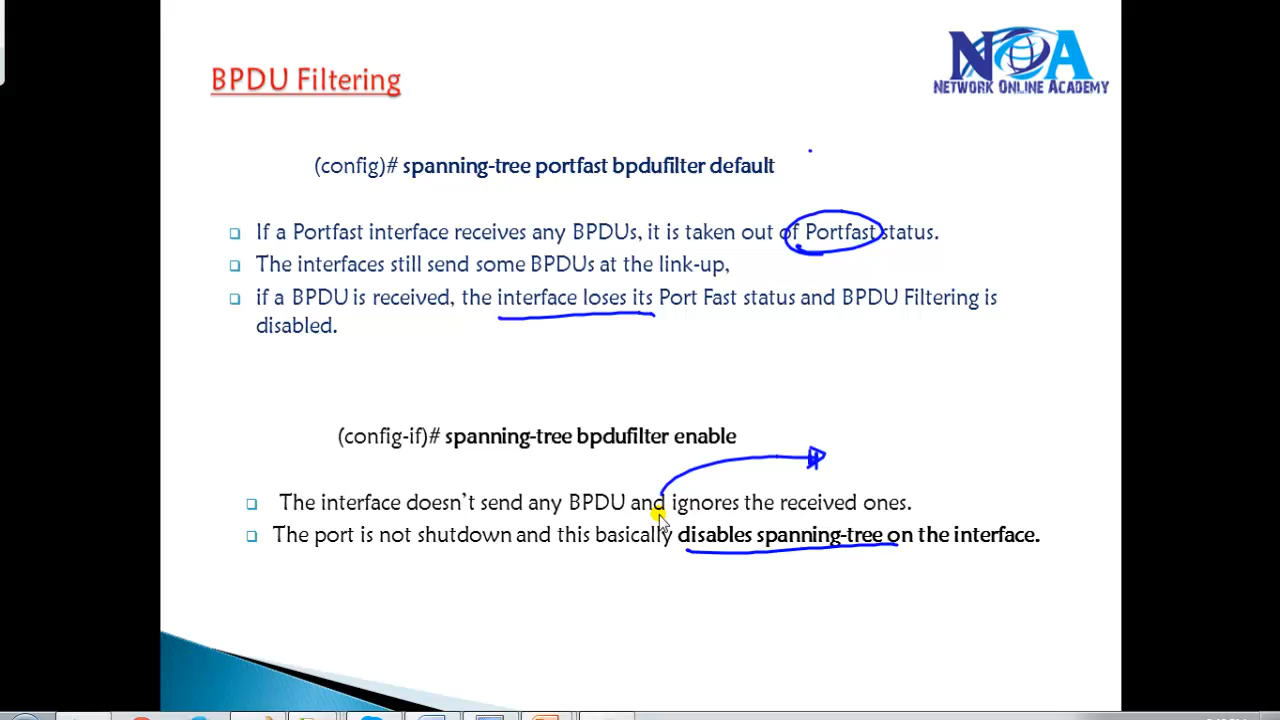 NOA
NETWORK ONLINE ACADEMY
BPDU Filtering
(config)# spanning-tree portfast bpdufilter default
If a Portfast interface receives any BPDUs, it is taken out of Portfast status.
The interfaces still send some BPDUs at the link-up,
if a BPDU is received, the interface loses its Port Fast status and BPDU Filtering is
disabled.
(config-if)# spanning-tree bpdufilter enable
The interface doesn't send any BPDU and ignores the received ones.
The port is not shutdown and this basically disables spanning-tree on the interface.